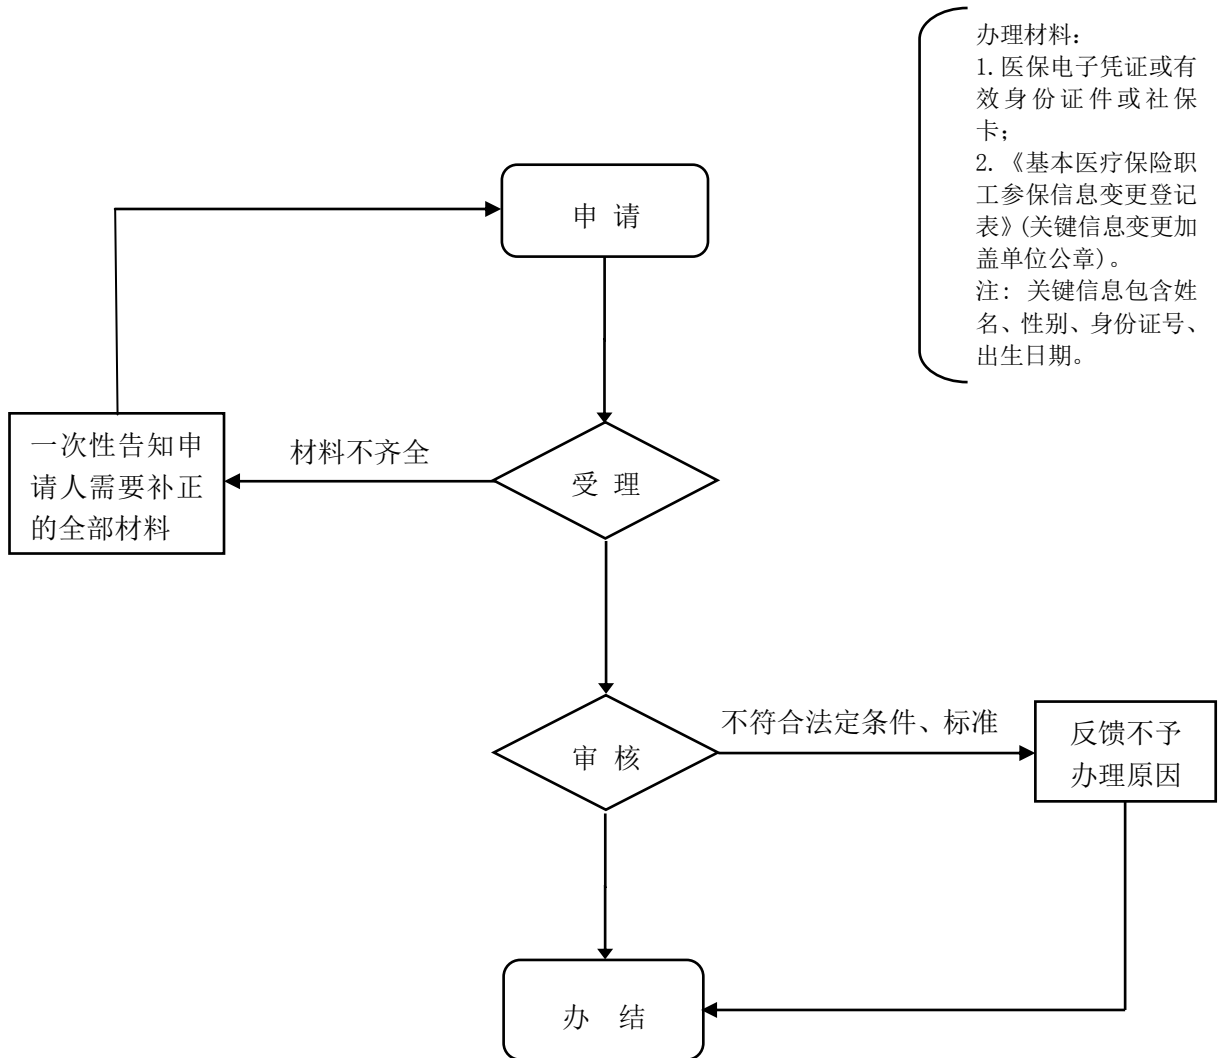 办理材料：
1.医保电子凭证或有
效身份证件或社保
卡；
2.《基本医疗保险职
工参保信息变更登记
表》（关键信息变更加
盖单位公章）。
注：关键信息包含姓
名、性别、身份证号、
出生日期。
申 请
一次性告知申
请人需要补正
的全部材料
材料不齐全
受 理
审 核
不符合法定条件、标准
反馈不予
办理原因
办 结